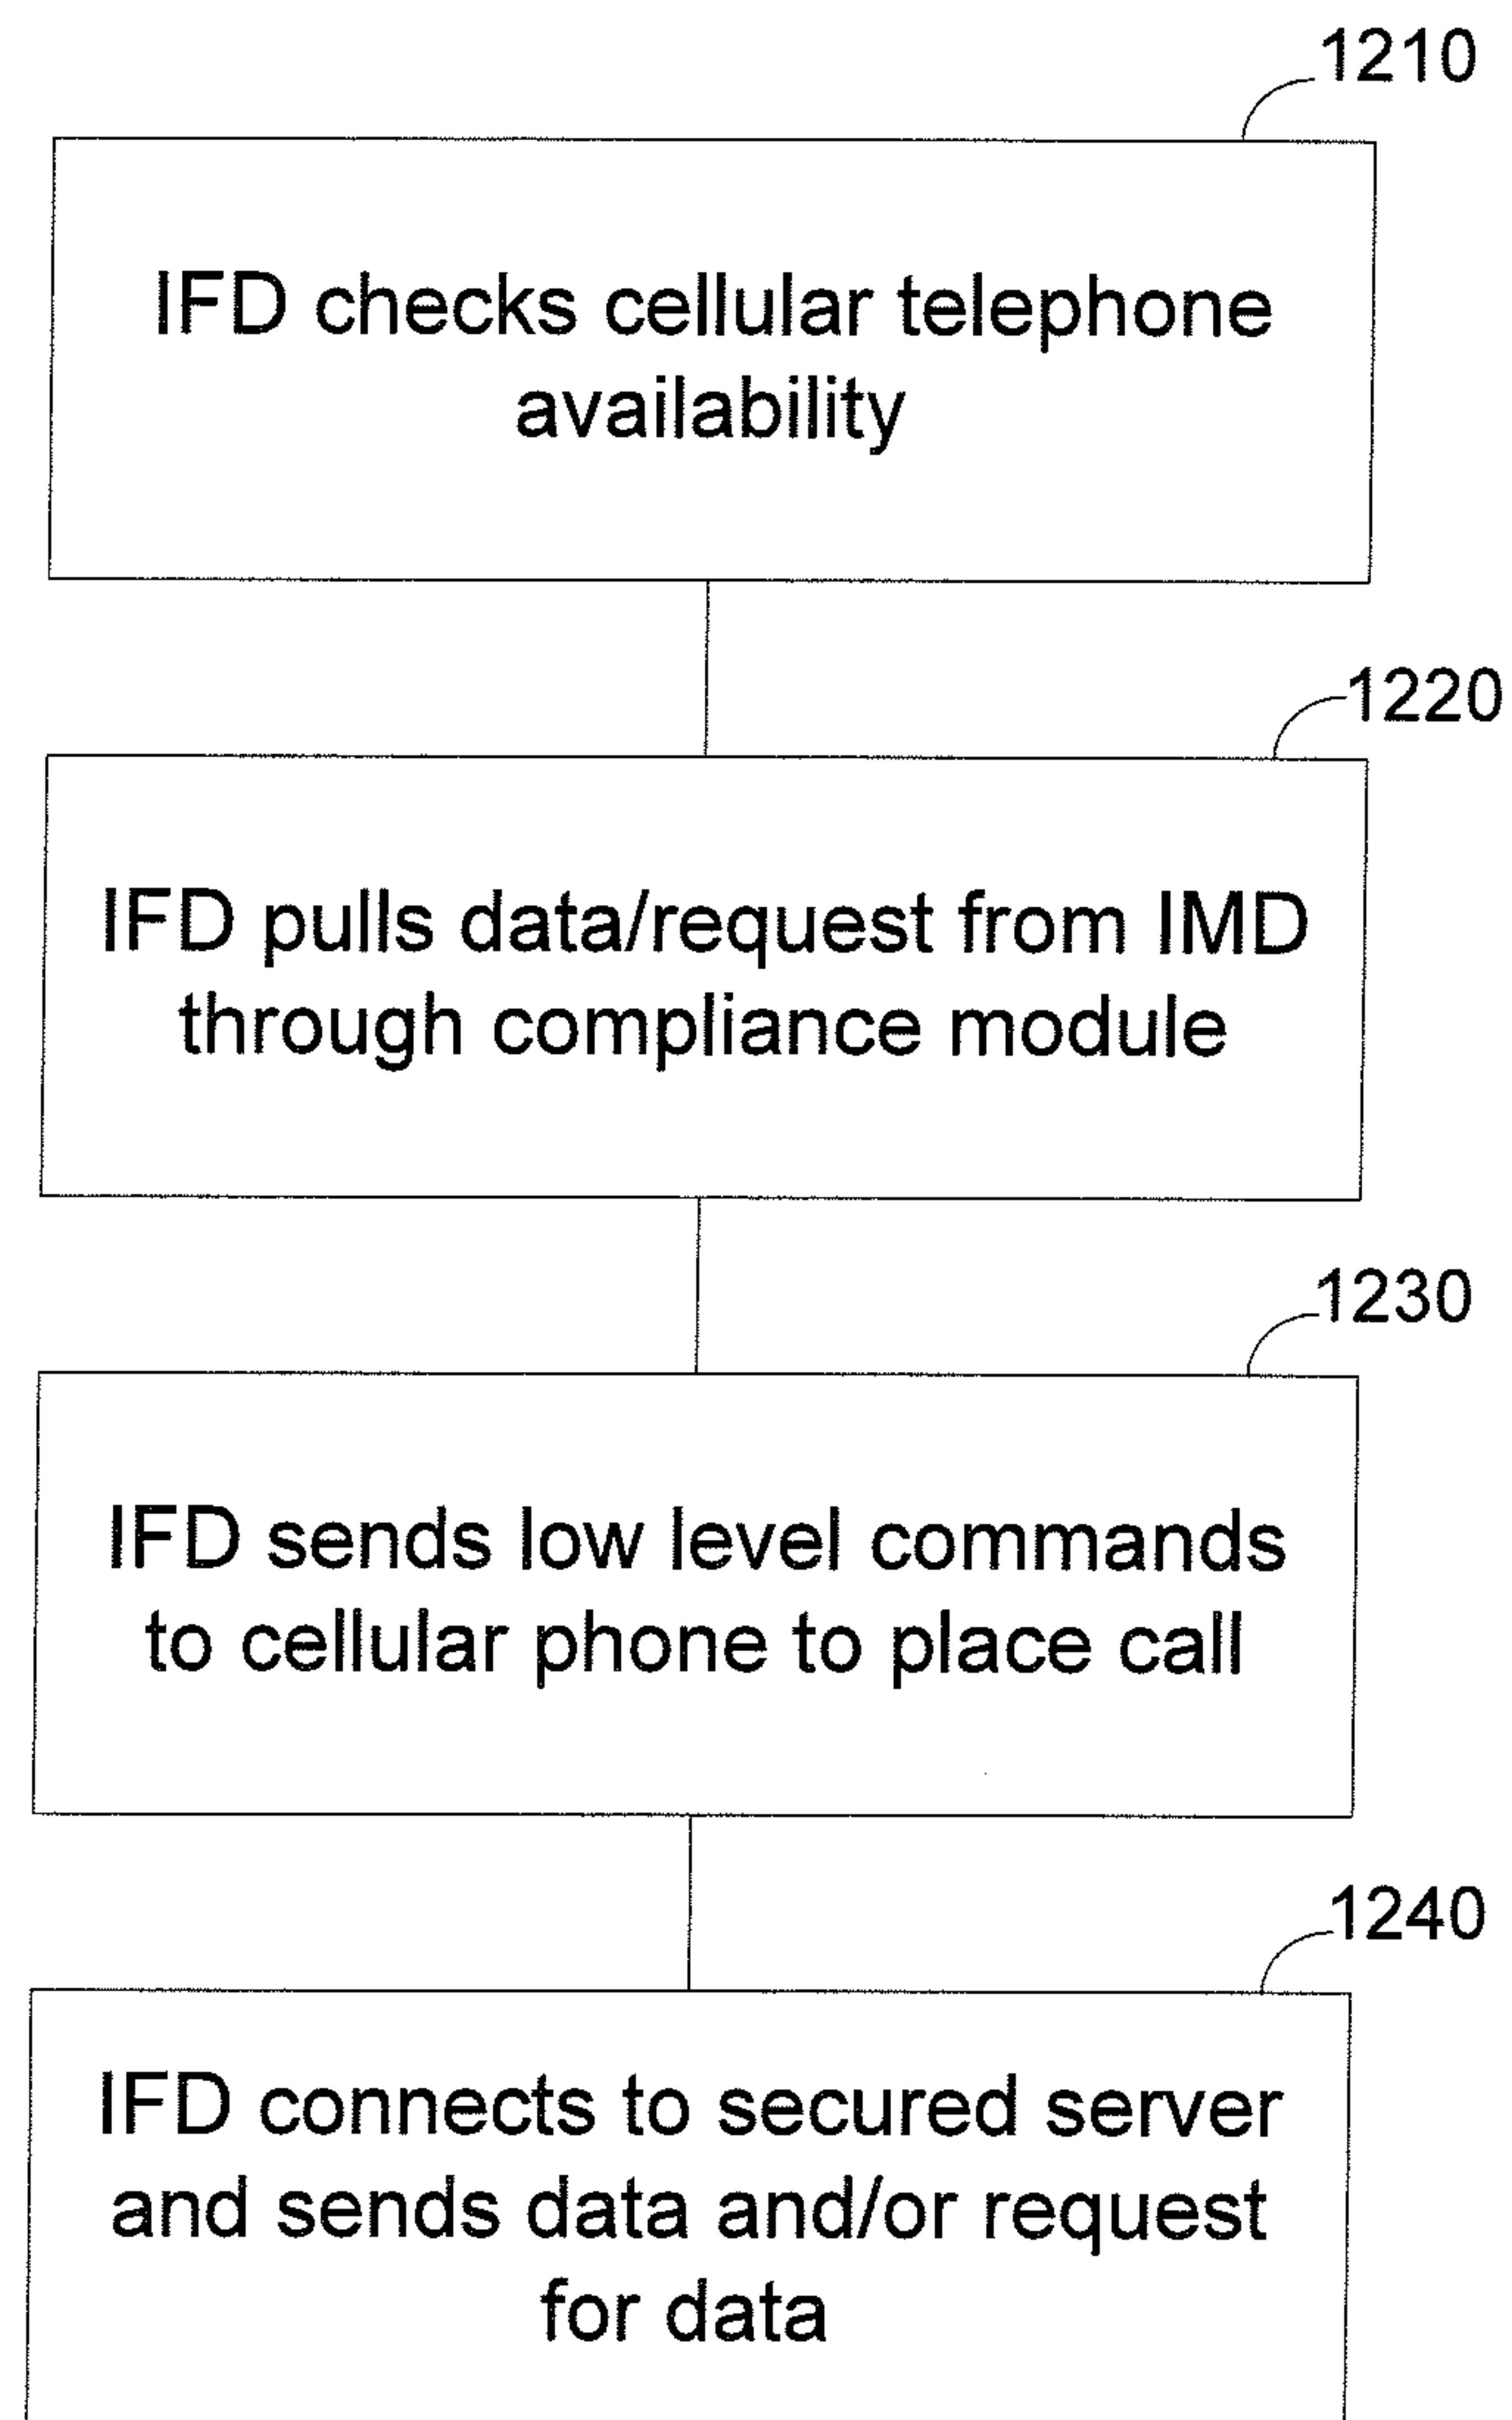 1210
IFD checks cellular telephone
availability
1220
IFD pulls data/request from IMD
through compliance module
1230
IFD sends low level commands
to cellular phone to place call
1240
IFD connects to secured server
and sends data and/or request
for data